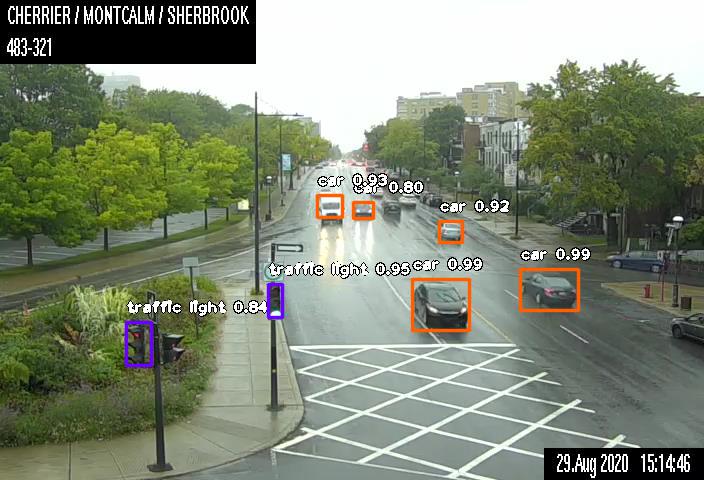 CHERRIER / MONTCALM / SHERBROOK
483-321
car 0.93
car 0.80
car 0.92
car 0.99
traffic light 0.95
car 0.99
traffic light 0.84
29.Aug 2020 15:14:46